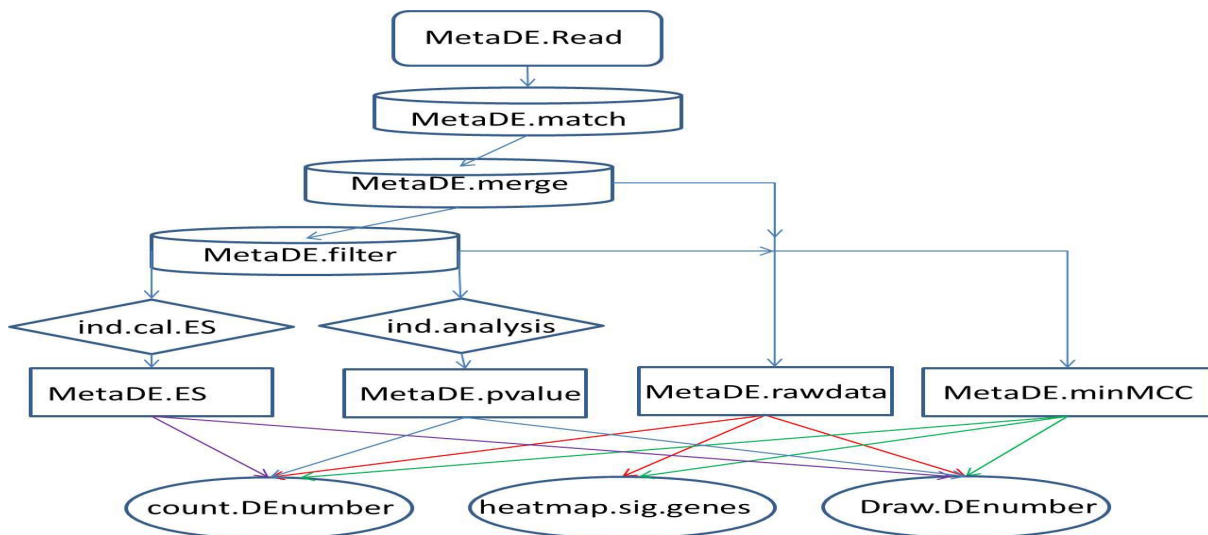 MetaDE.Read
MetaDE.match
MetaDE.merge
MetaDE.filter
ind.cal.ES
ind.analysis
MetaDE.ES
MetaDE.pvalue
MetaDE.rawdata
MetaDE.minMCC
count.DEnumber
heatmap.sig.genes
Draw.DEnumber